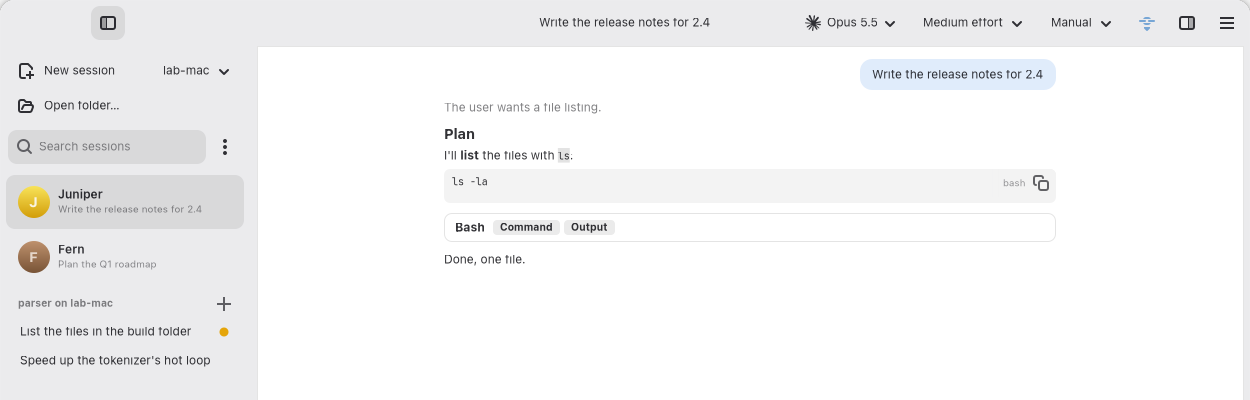 Write the release notes for 2.4
Opus 5.5
Medium effort
Manual
New session
lab-mac
Open folder...
Search sessions
J
Juniper
Write the release notes for 2.4
F
Fern
Plan the Q1 roadmap
parser on lab-mac
List the files in the build folder
Speed up the tokenizer's hot loop
Write the release notes for 2.4
The user wants a file listing.
Plan
I'll list the files with ls.
ls -la
bash
Bash Command Output
Done, one file.